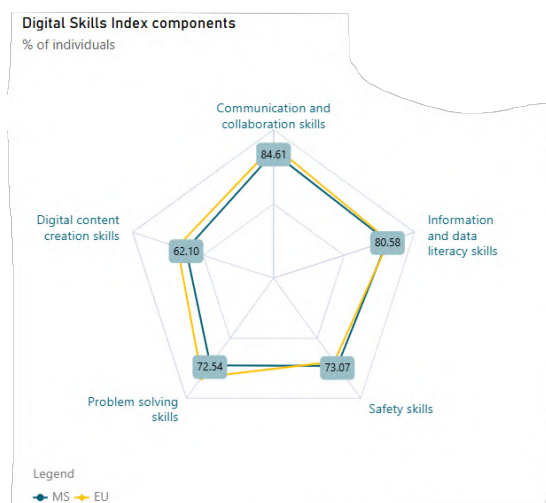 Digital Skills Index components
% of individuals
Communication and
collaboration skills
84.61
Digital content
creation skills
62.10
Information
and data
literacy skills
80.58
Problem solving
skills
72.54
73.07
Safety skills
Legend
MS EU